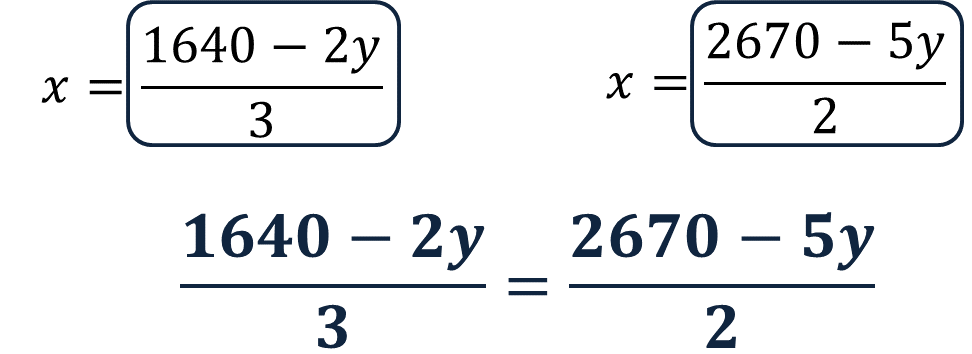 x = (1640 − 2y)/3    x = (2670 − 5y)/2
(1640 − 2y)/3 = (2670 − 5y)/2